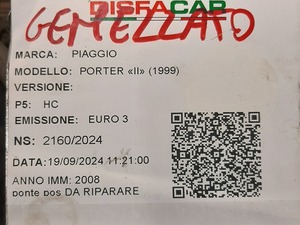 DISFACAR
GEMELLATO
MARCA: PIAGGIO
MODELLO: PORTER «II» (1999)
VERSIONE:
P5: HC
EMISSIONE: EURO 3
NS: 2160/2024
DATA: 19/09/2024 11:21:00
ANNO IMM: 2008
ponte pos DA RIPARARE